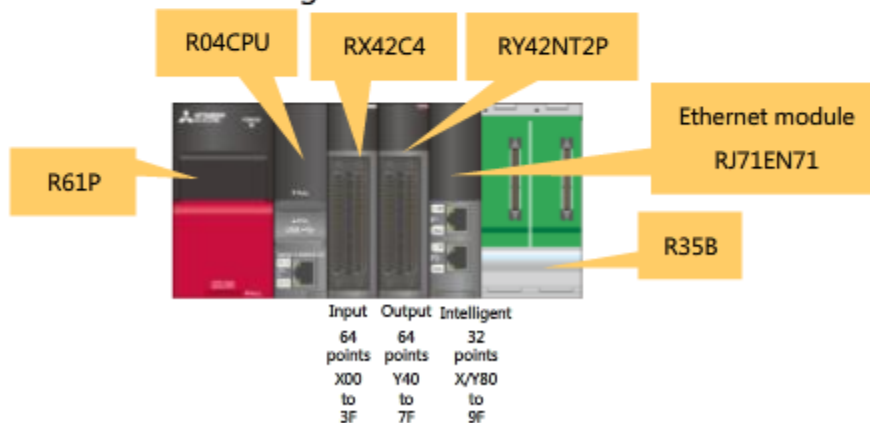 R04CPU
RX42C4
RY42NT2P
Ethernet module
RJ71EN71
R61P
R35B
Input Output Intelligent
64 64 32
points points points
X00 Y40 X/Y80
to to to
3F 7F 9F